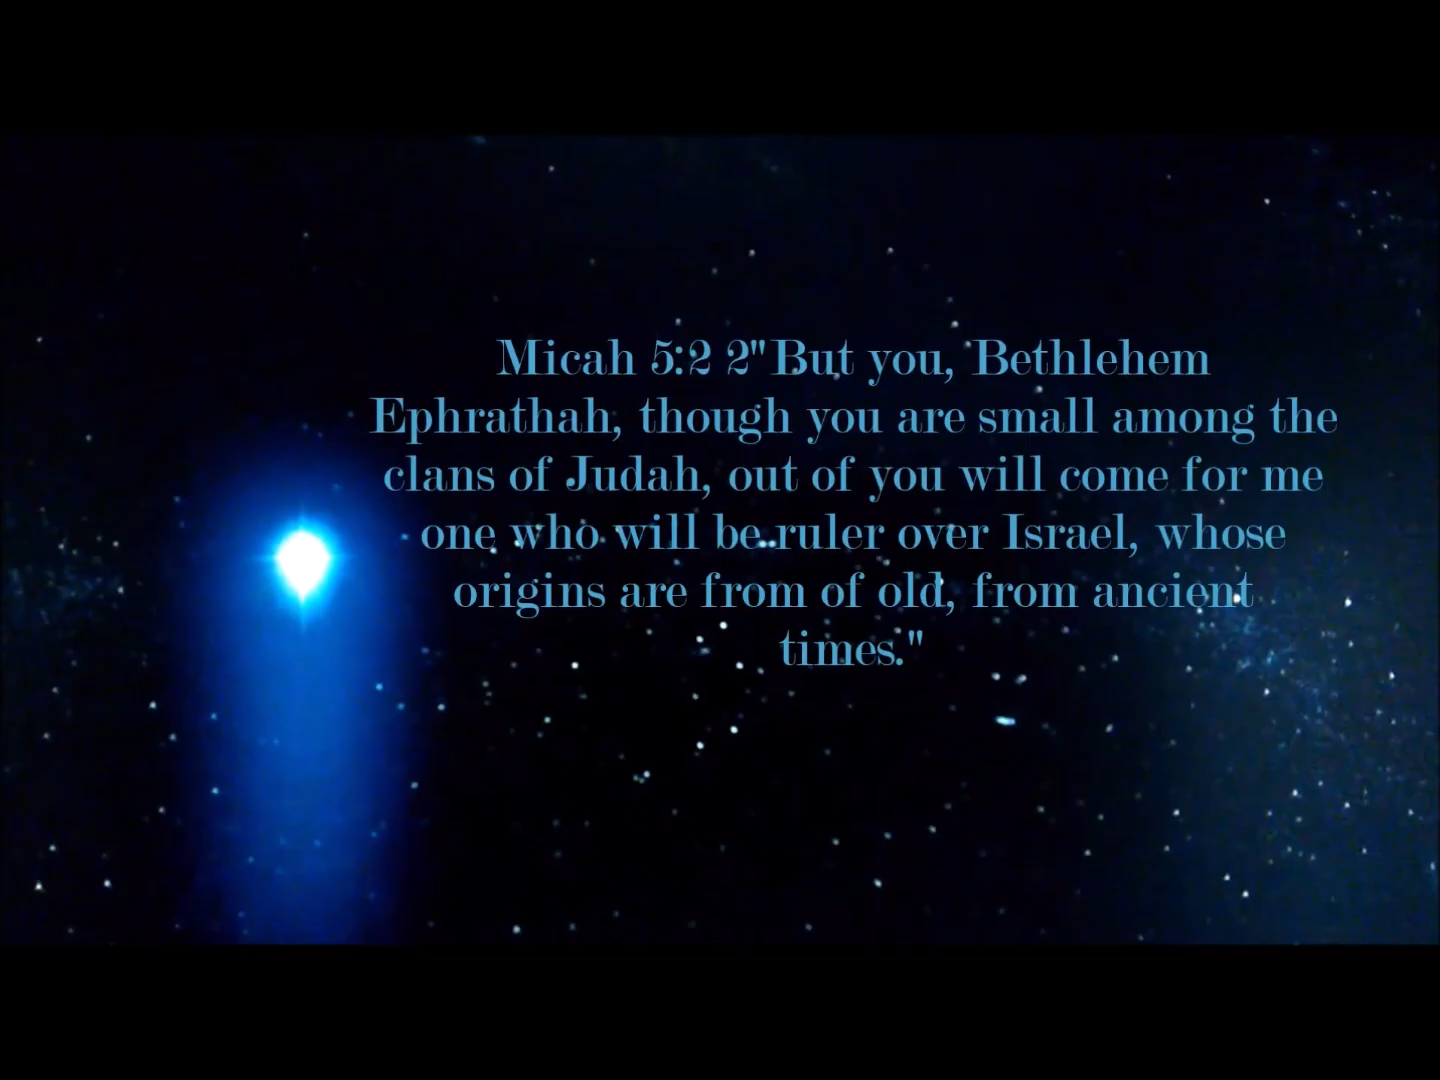 Micah 5:2 2"But you, Bethlehem
Ephrathah, though you are small among the
clans of Judah, out of you will come for me
one who will be ruler over Israel, whose
origins are from of old, from ancient
times."